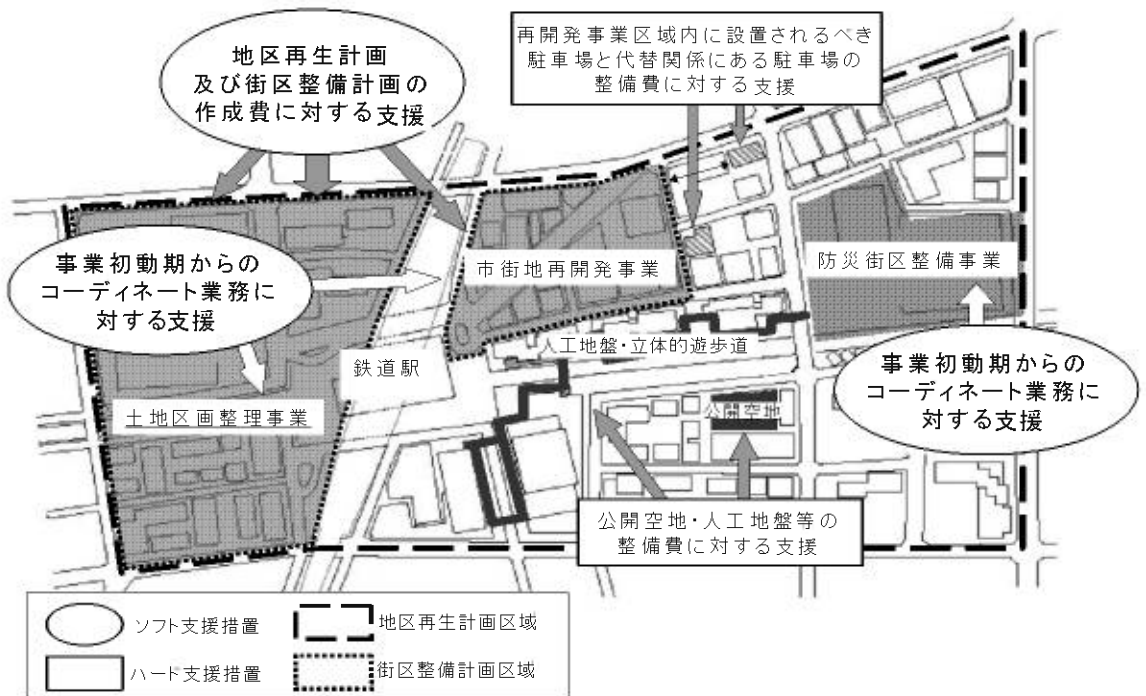 地区再生計画
及び街区整備計画の
作成費に対する支援
再開発事業区域内に設置されるべき
駐車場と代替関係にある駐車場の
整備費に対する支援
事業初動期からの
コーディネート業務に
対する支援
市街地再開発事業
防災街区整備事業
人工地盤・立体的遊歩道
鉄道駅
土地区画整理事業
公開空地
事業初動期からの
コーディネート業務に
対する支援
公開空地・人工地盤等の
整備費に対する支援
ソフト支援措置
地区再生計画区域
ハード支援措置
街区整備計画区域